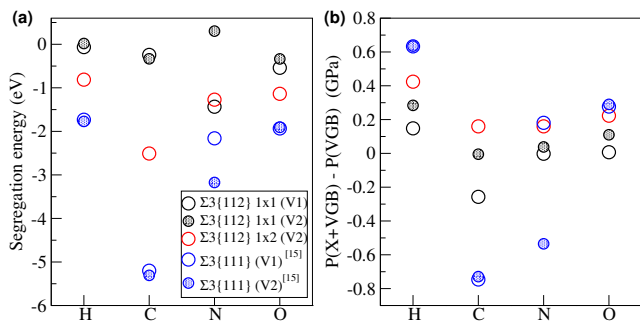 (a)
Segregation energy (eV)
0
-1
-2
-3
-4
-5
-6
H C N O
Σ3{112} 1x1 (V1)
Σ3{112} 1x1 (V2)
Σ3{112} 1x2 (V2)
Σ3{111} (V1)[15]
Σ3{111} (V2)[15]
(b)
P(X+VGB) - P(VGB) (GPa)
0.8
0.6
0.4
0.2
0
-0.2
-0.4
-0.6
-0.8
H C N O